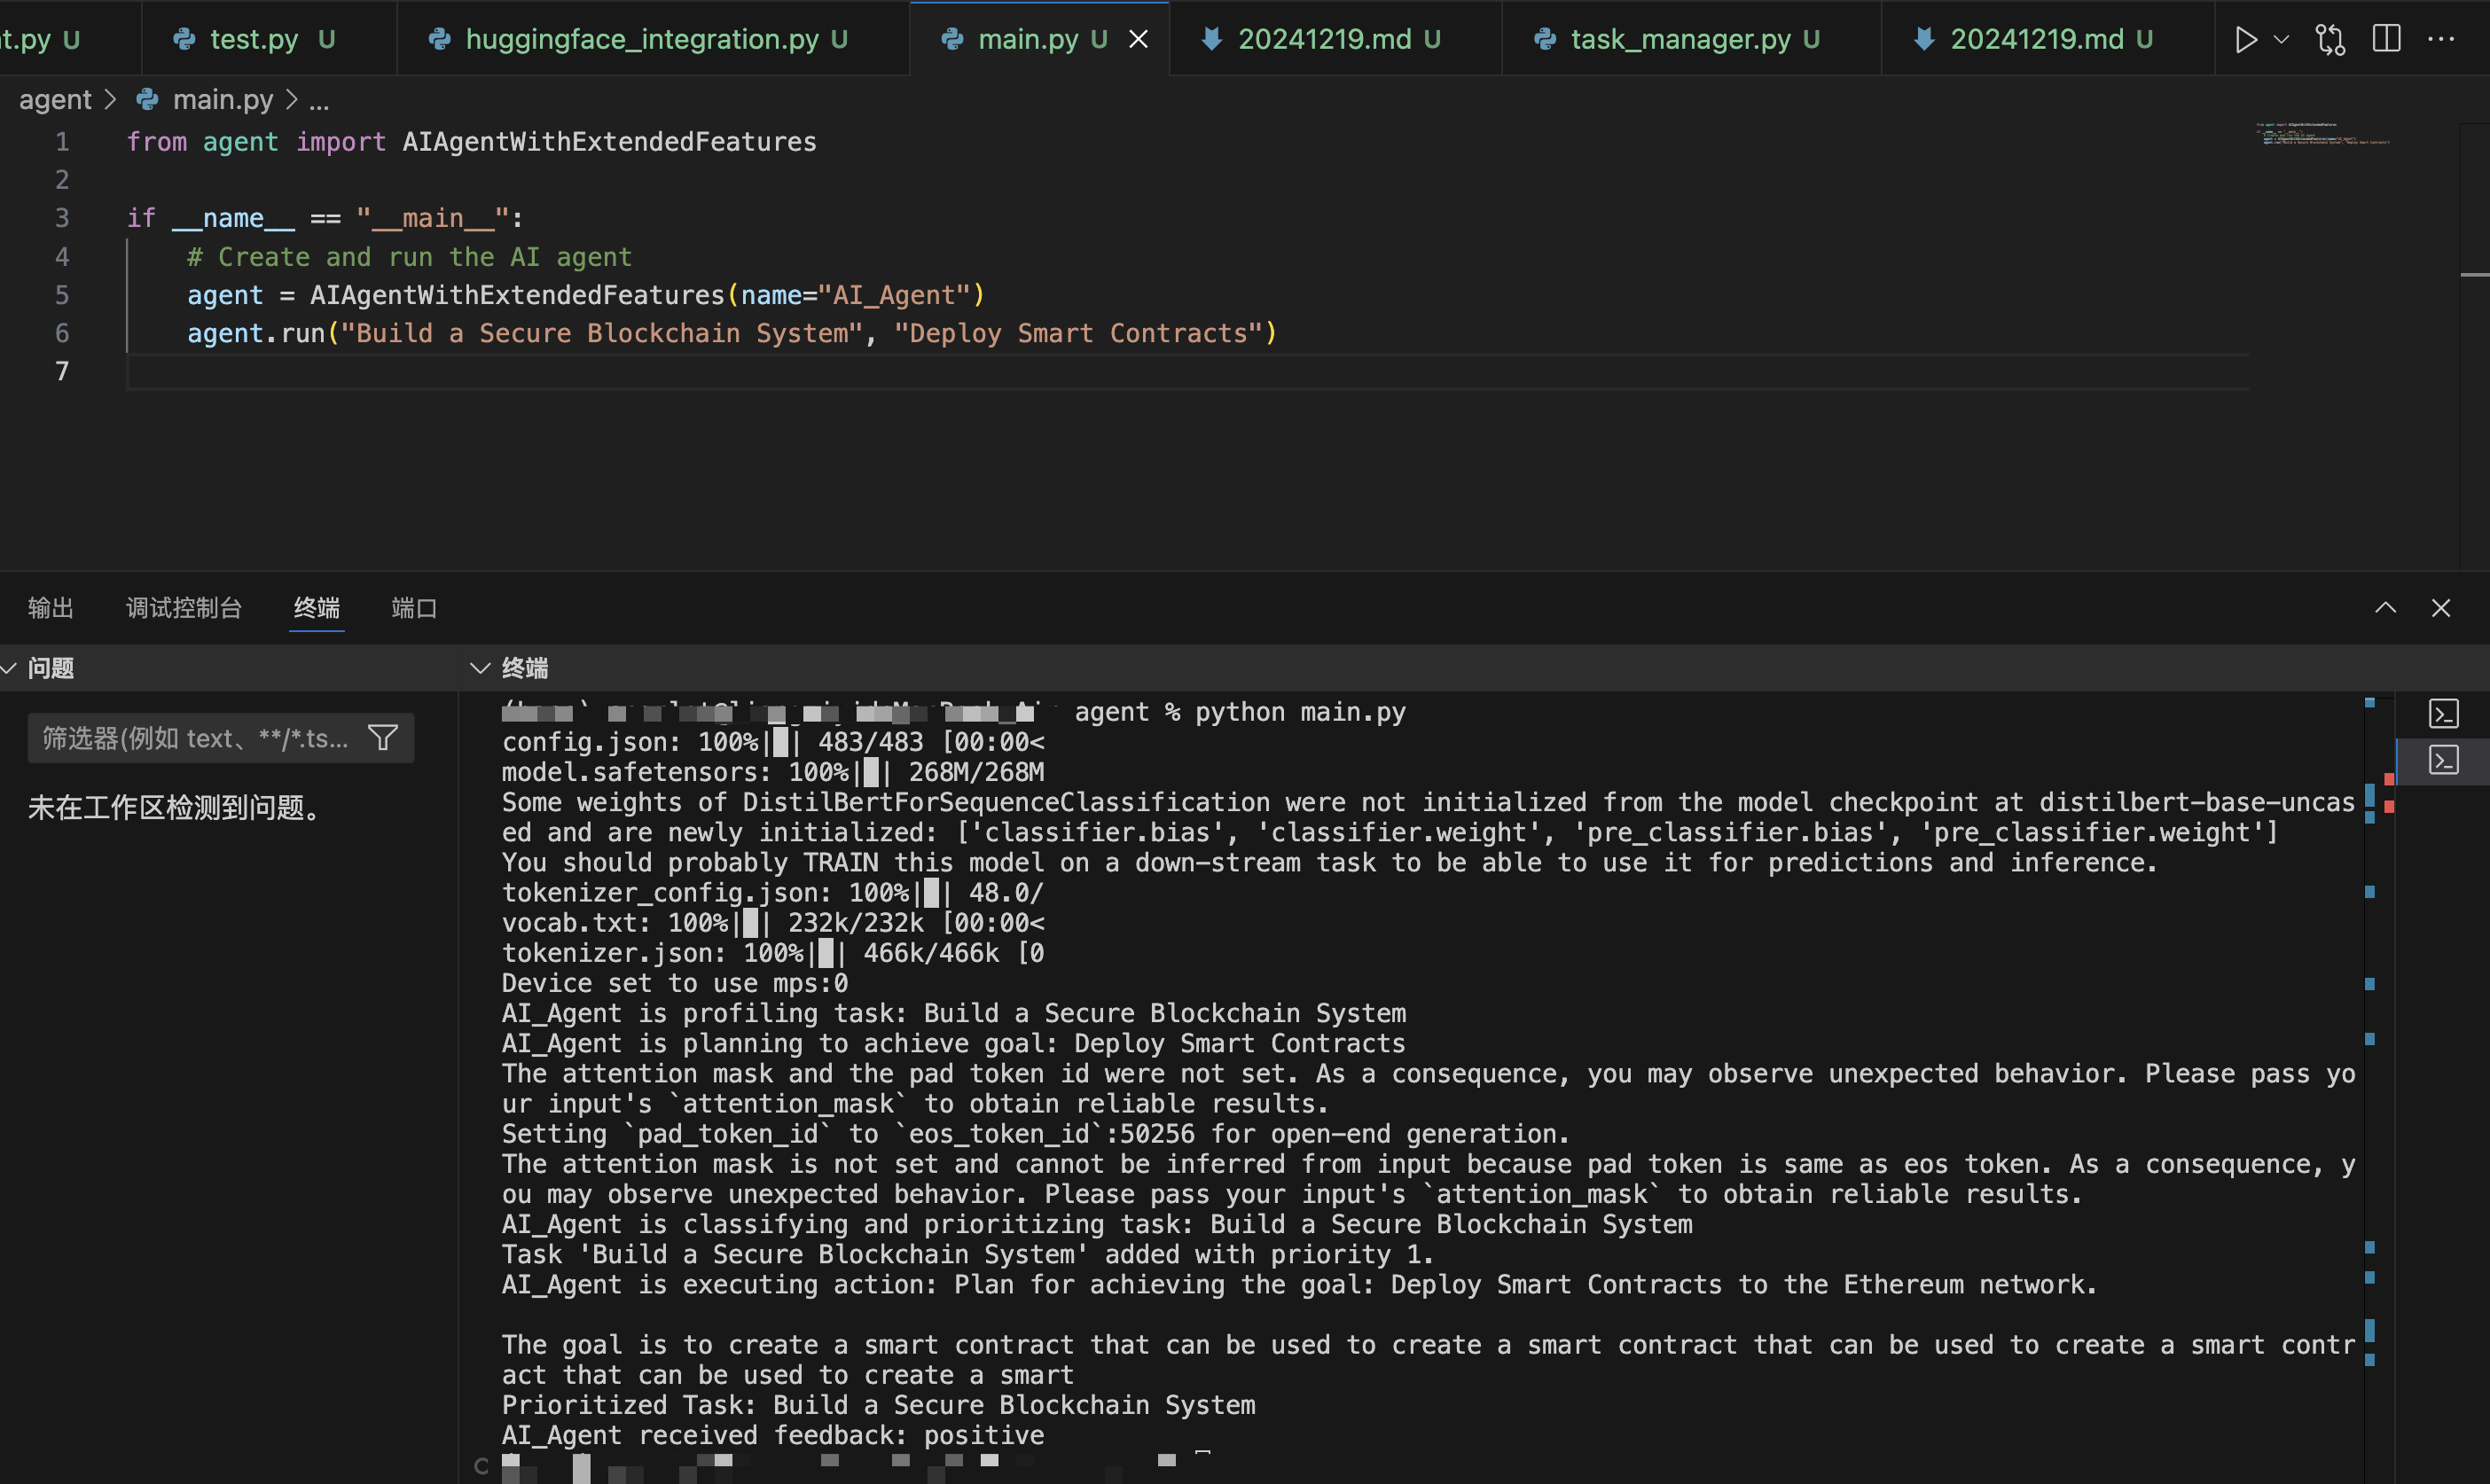 t.py U test.py U huggingface_integration.py U main.py U 20241219.md U task_manager.py U 20241219.md U
agent > main.py > ...
1 from agent import AIAgentWithExtendedFeatures
2
3 if __name__ == "__main__":
4 # Create and run the AI agent
5 agent = AIAgentWithExtendedFeatures(name="AI_Agent")
6 agent.run("Build a Secure Blockchain System", "Deploy Smart Contracts")
7
输出 调试控制台 终端 端口
问题
筛选器(例如 text、**/*.ts...
未在工作区检测到问题。
终端
agent % python main.py
config.json: 100%|█| 483/483 [00:00<
model.safetensors: 100%|█| 268M/268M
Some weights of DistilBertForSequenceClassification were not initialized from the model checkpoint at distilbert-base-uncas
ed and are newly initialized: ['classifier.bias', 'classifier.weight', 'pre_classifier.bias', 'pre_classifier.weight']
You should probably TRAIN this model on a down-stream task to be able to use it for predictions and inference.
tokenizer_config.json: 100%|█| 48.0/
vocab.txt: 100%|█| 232k/232k [00:00<
tokenizer.json: 100%|█| 466k/466k [0
Device set to use mps:0
AI_Agent is profiling task: Build a Secure Blockchain System
AI_Agent is planning to achieve goal: Deploy Smart Contracts
The attention mask and the pad token id were not set. As a consequence, you may observe unexpected behavior. Please pass yo
ur input's `attention_mask` to obtain reliable results.
Setting `pad_token_id` to `eos_token_id`:50256 for open-end generation.
The attention mask is not set and cannot be inferred from input because pad token is same as eos token. As a consequence, y
ou may observe unexpected behavior. Please pass your input's `attention_mask` to obtain reliable results.
AI_Agent is classifying and prioritizing task: Build a Secure Blockchain System
Task 'Build a Secure Blockchain System' added with priority 1.
AI_Agent is executing action: Plan for achieving the goal: Deploy Smart Contracts to the Ethereum network.
The goal is to create a smart contract that can be used to create a smart contract that can be used to create a smart contr
act that can be used to create a smart
Prioritized Task: Build a Secure Blockchain System
AI_Agent received feedback: positive